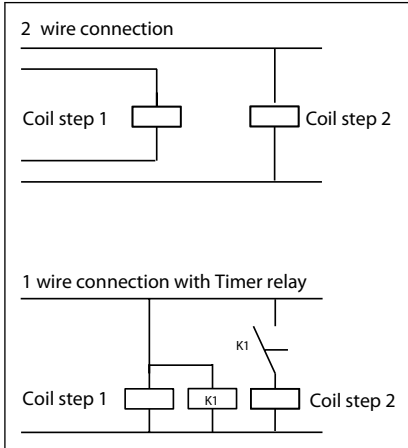 2 wire connection
Coil step 1
Coil step 2
1 wire connection with Timer relay
K1
Coil step 1
K1
Coil step 2